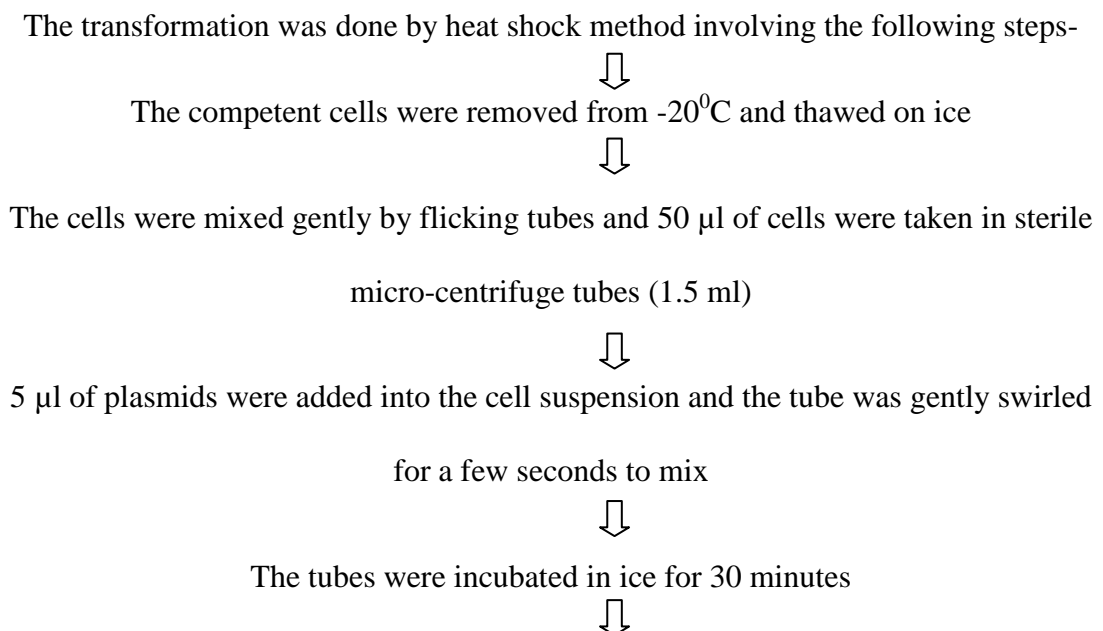 The transformation was done by heat shock method involving the following steps-
The competent cells were removed from -20⁰C and thawed on ice
The cells were mixed gently by flicking tubes and 50 µl of cells were taken in sterile
micro-centrifuge tubes (1.5 ml)
5 µl of plasmids were added into the cell suspension and the tube was gently swirled
for a few seconds to mix
The tubes were incubated in ice for 30 minutes